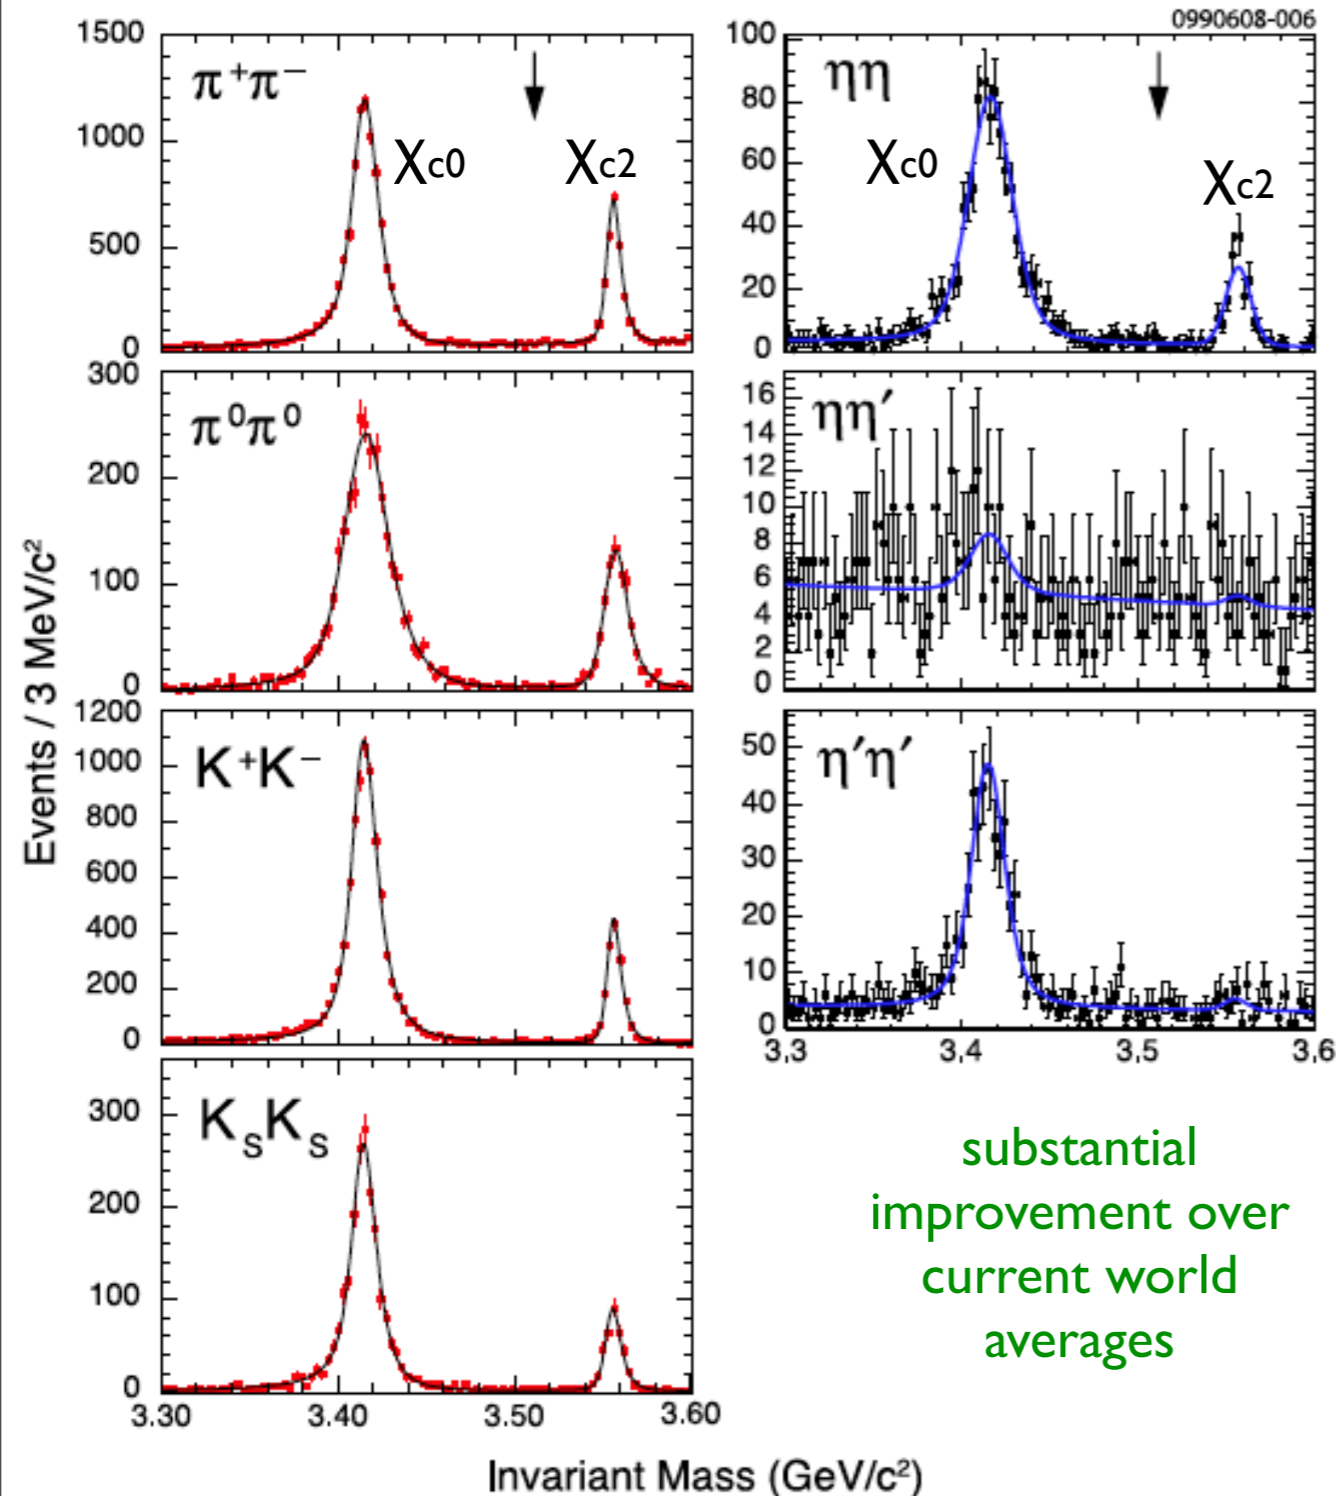 0990608-006
Events / 3 MeV/c²
1500
1000
500
0
π⁺π⁻
Xc0
Xc2
100
80
60
40
20
0
ηη
Xc0
Xc2
300
200
100
0
π⁰π⁰
16
14
12
10
8
6
4
2
0
ηη′
1200
1000
800
600
400
200
0
K⁺K⁻
50
40
30
20
10
0
η′η′
3.3 3.4 3.5 3.6
300
200
100
0
KₛKₛ
3.30 3.40 3.50 3.60
substantial
improvement over
current world
averages
Invariant Mass (GeV/c²)